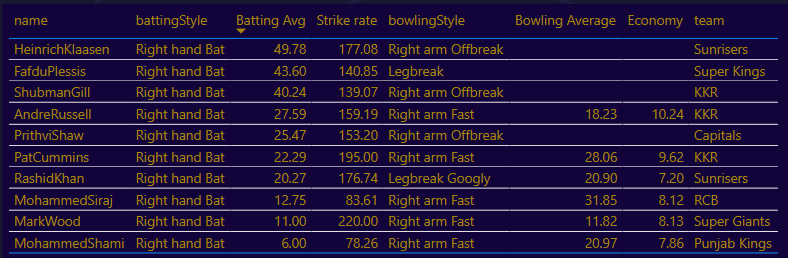 name battingStyle Batting Avg Strike rate bowlingStyle Bowling Average Economy team
HeinrichKlaasen Right hand Bat 49.78 177.08 Right arm Offbreak Sunrisers
FafduPlessis Right hand Bat 43.60 140.85 Legbreak Super Kings
ShubmanGill Right hand Bat 40.24 139.07 Right arm Offbreak KKR
AndreRussell Right hand Bat 27.59 159.19 Right arm Fast 18.23 10.24 KKR
PrithviShaw Right hand Bat 25.47 153.20 Right arm Offbreak Capitals
PatCummins Right hand Bat 22.29 195.00 Right arm Fast 28.06 9.62 KKR
RashidKhan Right hand Bat 20.27 176.74 Legbreak Googly 20.90 7.20 Sunrisers
MohammedSiraj Right hand Bat 12.75 83.61 Right arm Fast 31.85 8.12 RCB
MarkWood Right hand Bat 11.00 220.00 Right arm Fast 11.82 8.13 Super Giants
MohammedShami Right hand Bat 6.00 78.26 Right arm Fast 20.97 7.86 Punjab Kings